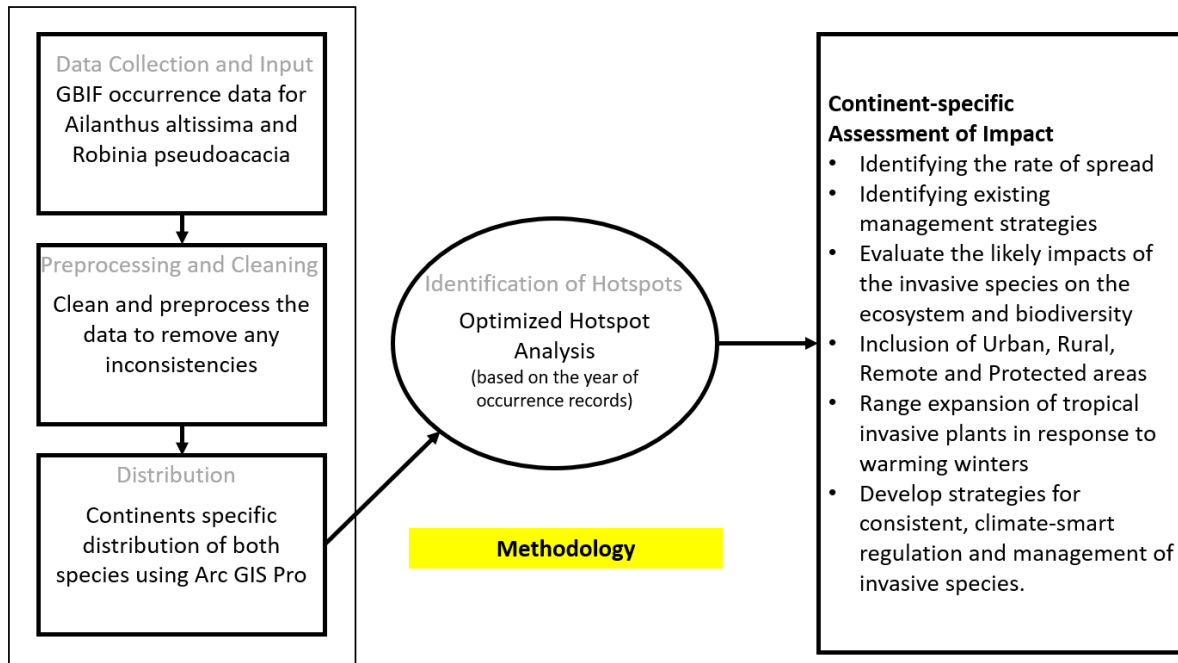 Data Collection and Input
GBIF occurrence data for
Ailanthus altissima and
Robinia pseudoacacia
Preprocessing and Cleaning
Clean and preprocess the
data to remove any
inconsistencies
Distribution
Continents specific
distribution of both
species using Arc GIS Pro
Identification of Hotspots
Optimized Hotspot
Analysis
(based on the year of
occurrence records)
Methodology
Continent-specific
Assessment of Impact
• Identifying the rate of spread
• Identifying existing
management strategies
• Evaluate the likely impacts of
the invasive species on the
ecosystem and biodiversity
• Inclusion of Urban, Rural,
Remote and Protected areas
• Range expansion of tropical
invasive plants in response to
warming winters
• Develop strategies for
consistent, climate-smart
regulation and management of
invasive species.